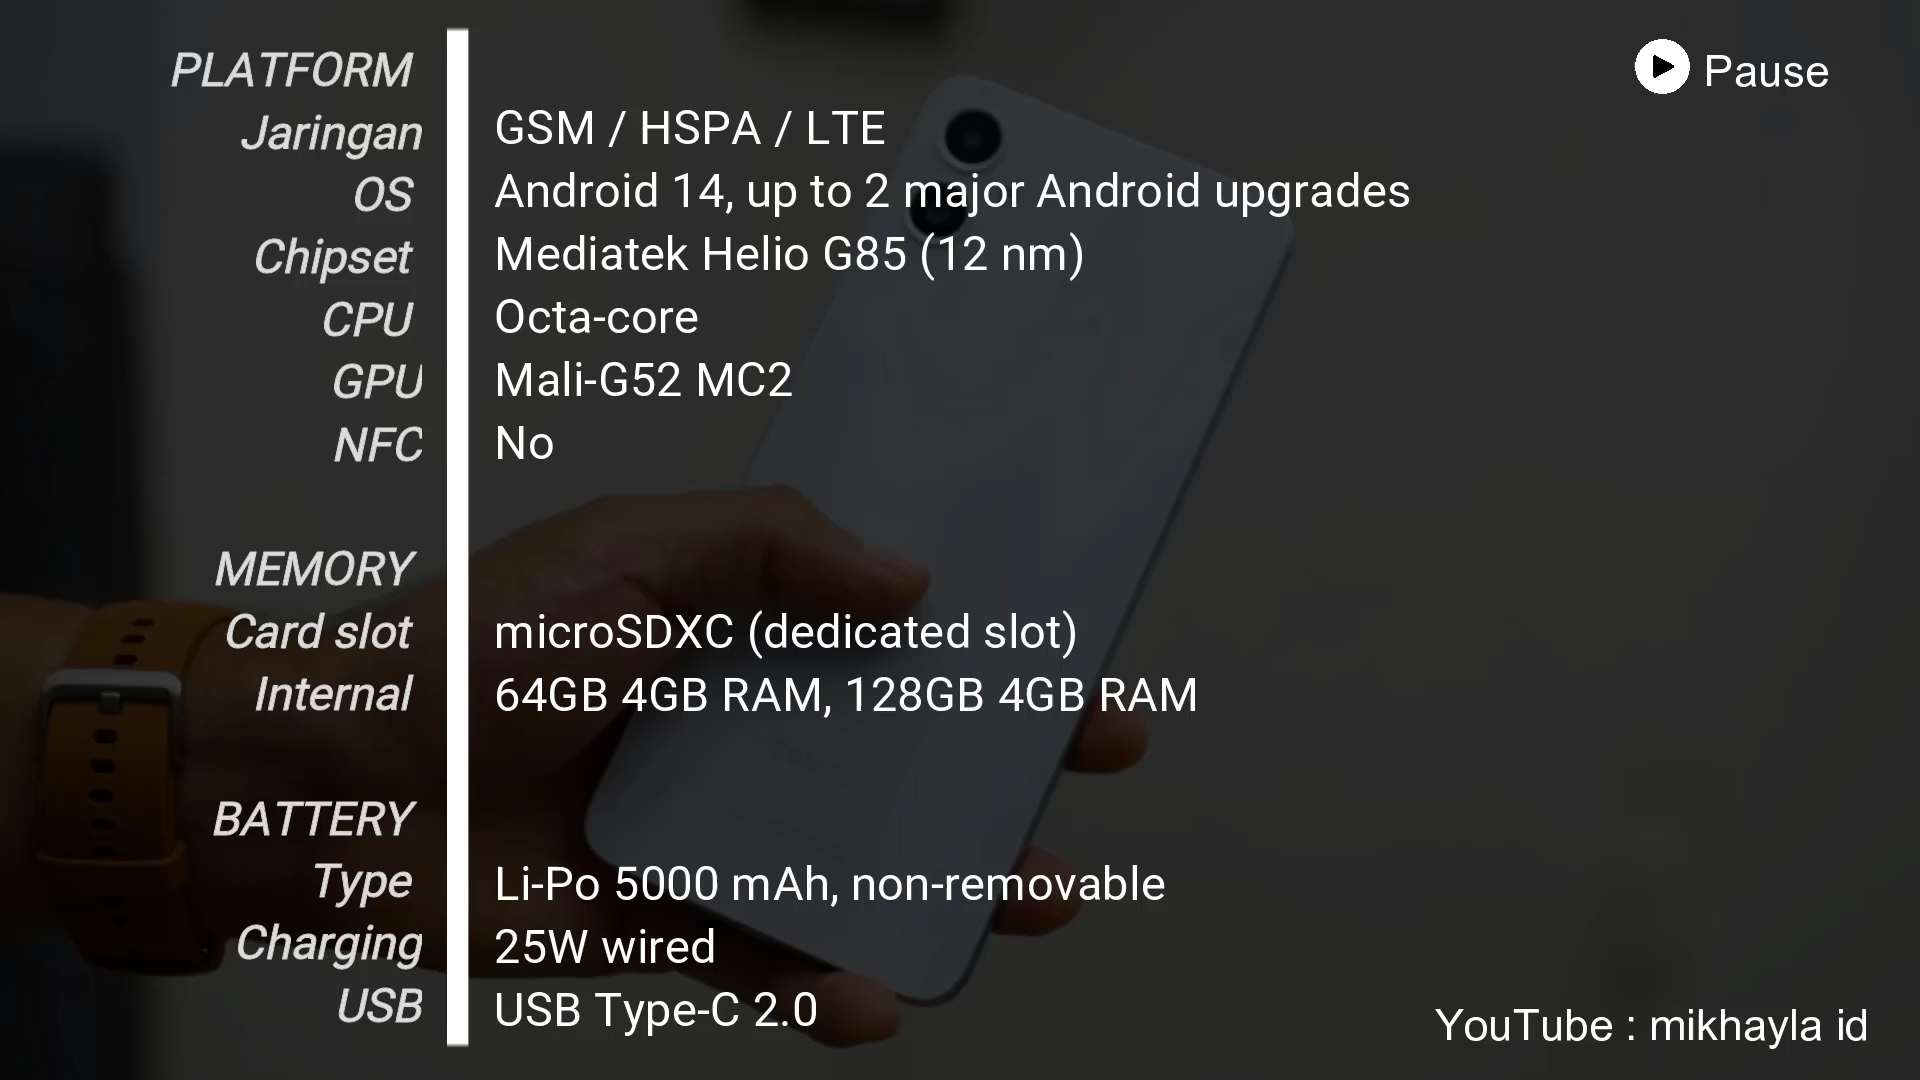 PLATFORM
Pause
Jaringan GSM / HSPA / LTE
OS Android 14, up to 2 major Android upgrades
Chipset Mediatek Helio G85 (12 nm)
CPU Octa-core
GPU Mali-G52 MC2
NFC No
MEMORY
Card slot microSDXC (dedicated slot)
Internal 64GB 4GB RAM, 128GB 4GB RAM
BATTERY
Type Li-Po 5000 mAh, non-removable
Charging 25W wired
USB USB Type-C 2.0
YouTube : mikhayla id